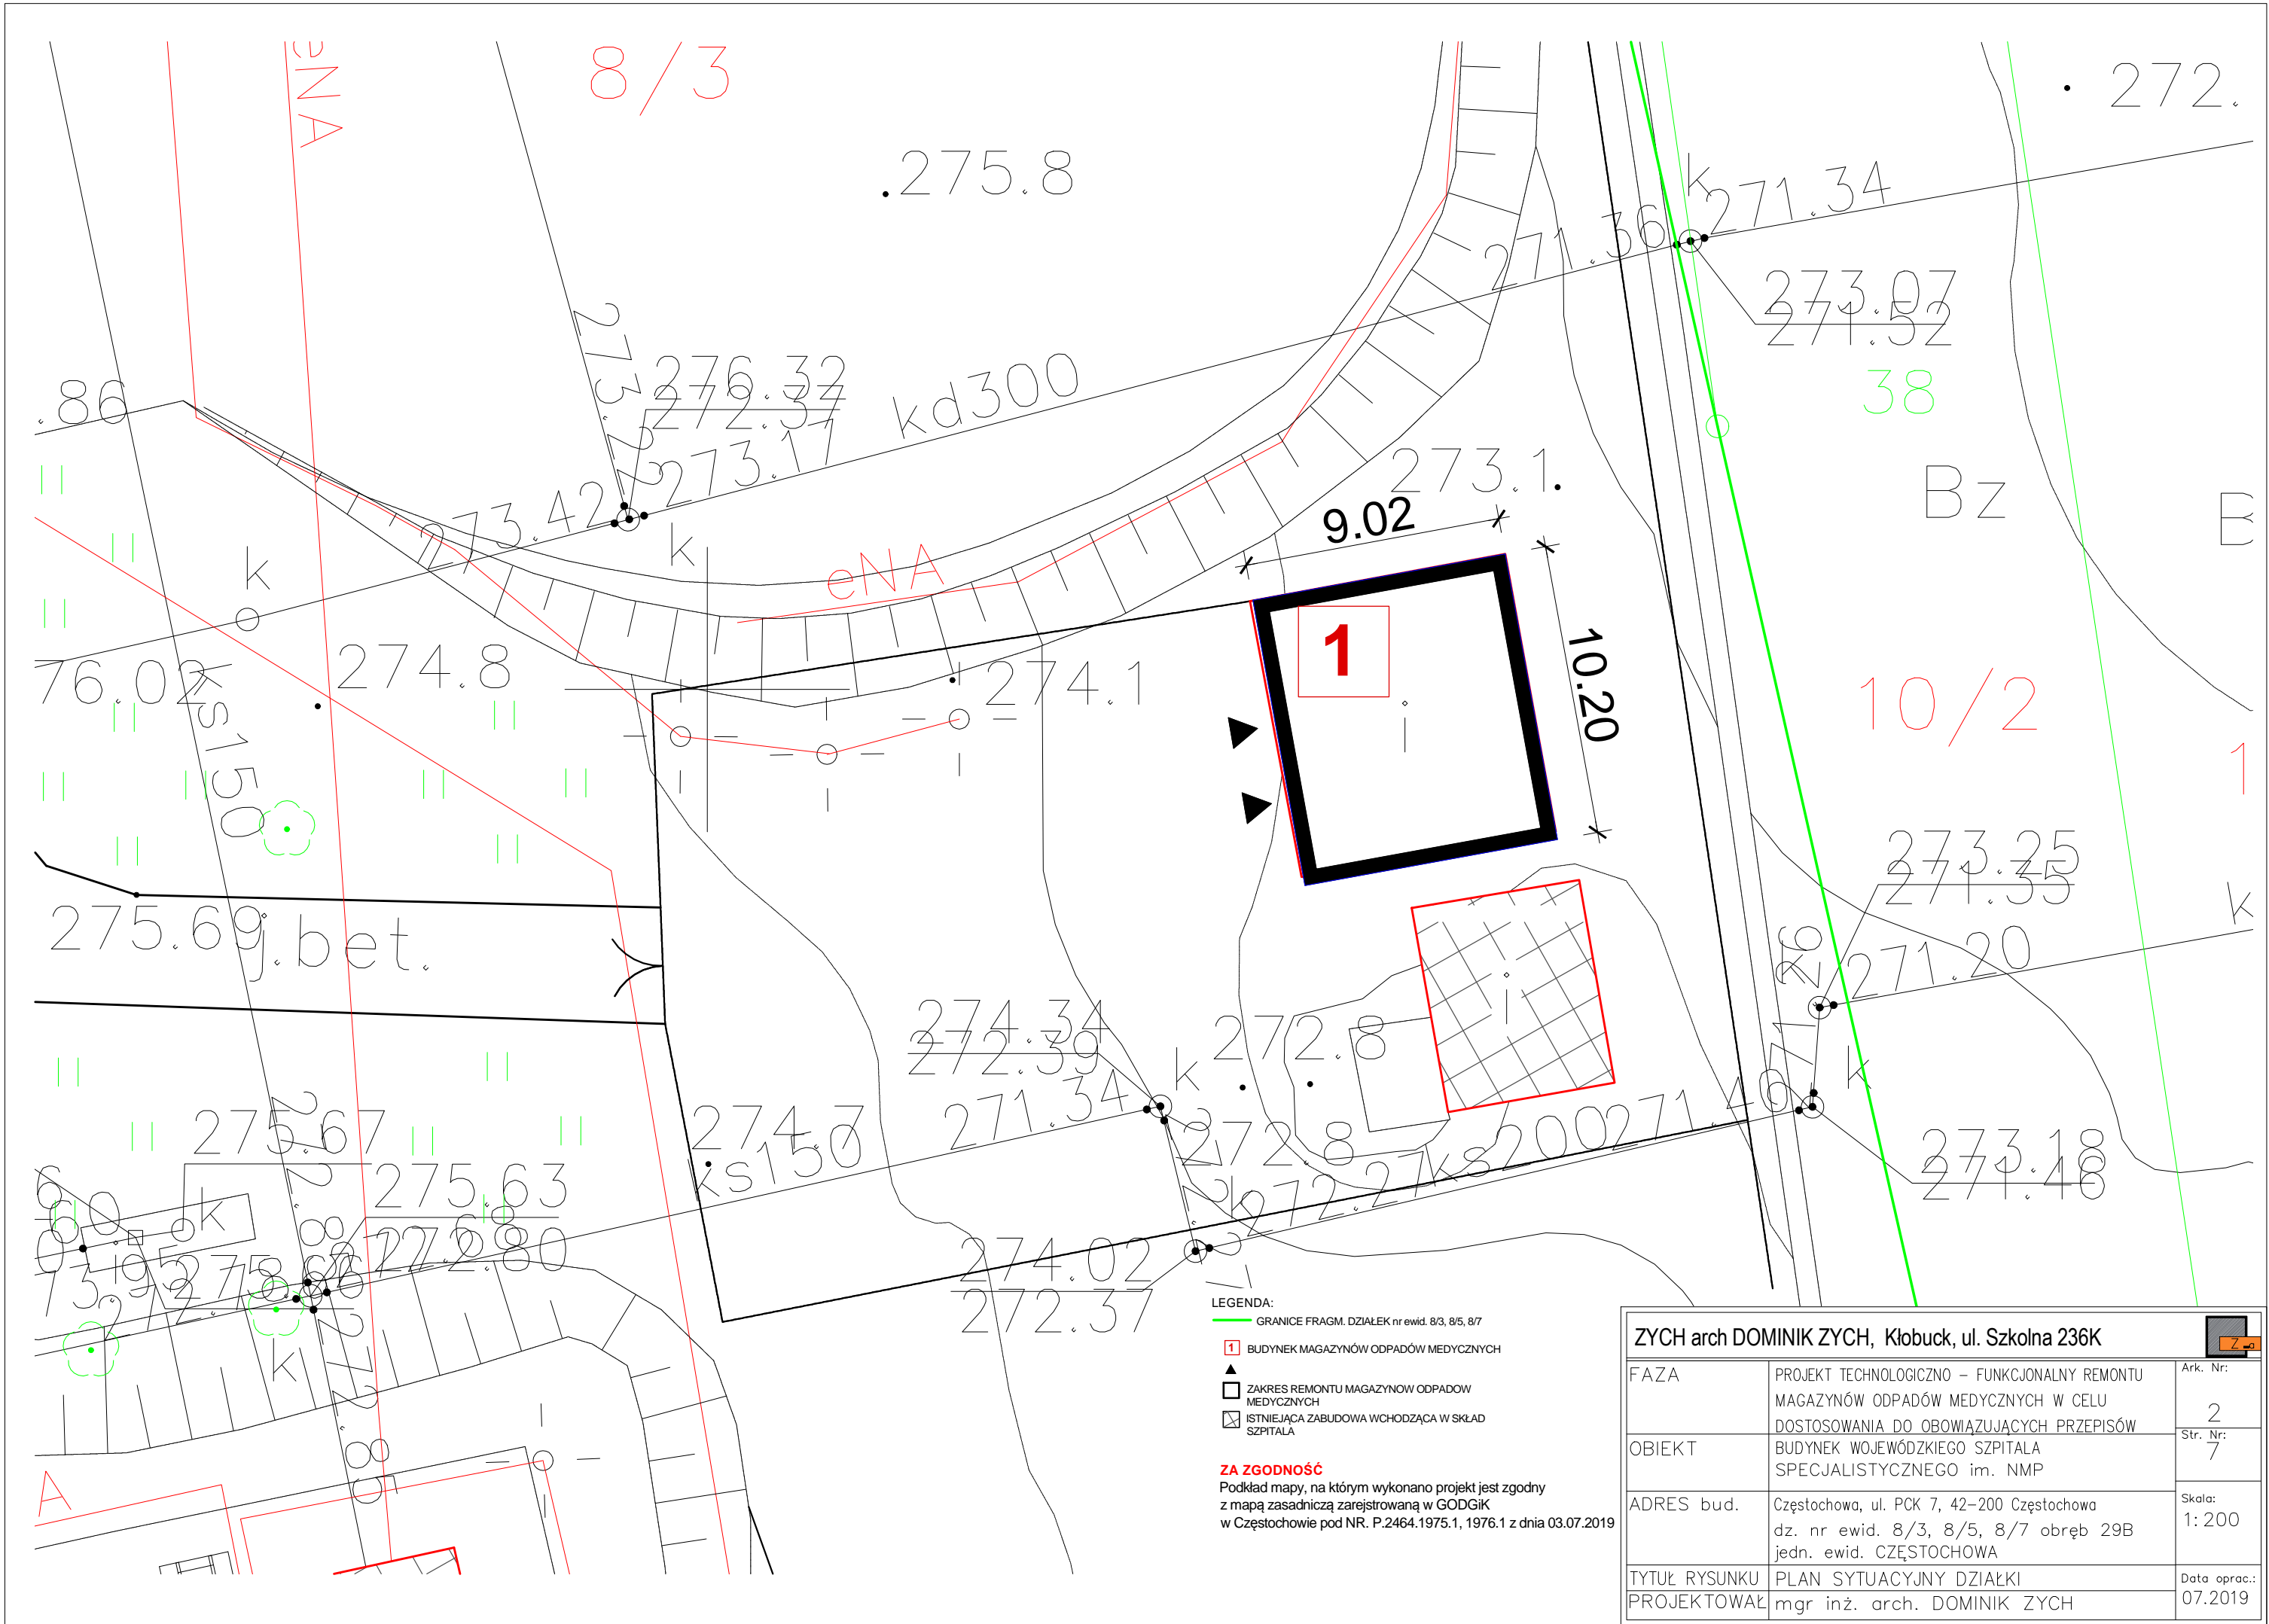 eNA
8/3
272.
.275.8
k
271.34
271.36
273.07
271.52
38
.86
276.32
272.37
kd300
273.17
273.42
k
k
273.1
9.02
Bz
eNA
1
10.20
76.02
274.8
274.1
i
10/2
1
ks150
275.69
j.bet.
273.25
271.35
k
271.20
274.34
272.39
k
272.8
i
k
275.67
274.7
271.34
ks150
272.8
272.27
ks200
271.40
273.18
271.46
275.63
k
272.80
274.02
272.37
k
k
A
LEGENDA:
GRANICE FRAGM. DZIAŁEK nr ewid. 8/3, 8/5, 8/7
1 BUDYNEK MAGAZYNÓW ODPADÓW MEDYCZNYCH
ZAKRES REMONTU MAGAZYNOW ODPADOW
MEDYCZNYCH
ISTNIEJĄCA ZABUDOWA WCHODZĄCA W SKŁAD
SZPITALA
ZA ZGODNOŚĆ
Podkład mapy, na którym wykonano projekt jest zgodny
z mapą zasadniczą zarejstrowaną w GODGiK
w Częstochowie pod NR. P.2464.1975.1, 1976.1 z dnia 03.07.2019
ZYCH arch DOMINIK ZYCH, Kłobuck, ul. Szkolna 236K
Z
FAZA
PROJEKT TECHNOLOGICZNO – FUNKCJONALNY REMONTU
MAGAZYNÓW ODPADÓW MEDYCZNYCH W CELU
DOSTOSOWANIA DO OBOWIĄZUJĄCYCH PRZEPISÓW
Ark. Nr:
2
OBIEKT
BUDYNEK WOJEWÓDZKIEGO SZPITALA
SPECJALISTYCZNEGO im. NMP
Str. Nr:
7
ADRES bud.
Częstochowa, ul. PCK 7, 42–200 Częstochowa
dz. nr ewid. 8/3, 8/5, 8/7 obręb 29B
jedn. ewid. CZĘSTOCHOWA
Skala:
1:200
TYTUŁ RYSUNKU
PLAN SYTUACYJNY DZIAŁKI
PROJEKTOWAŁ
mgr inż. arch. DOMINIK ZYCH
Data oprac.:
07.2019